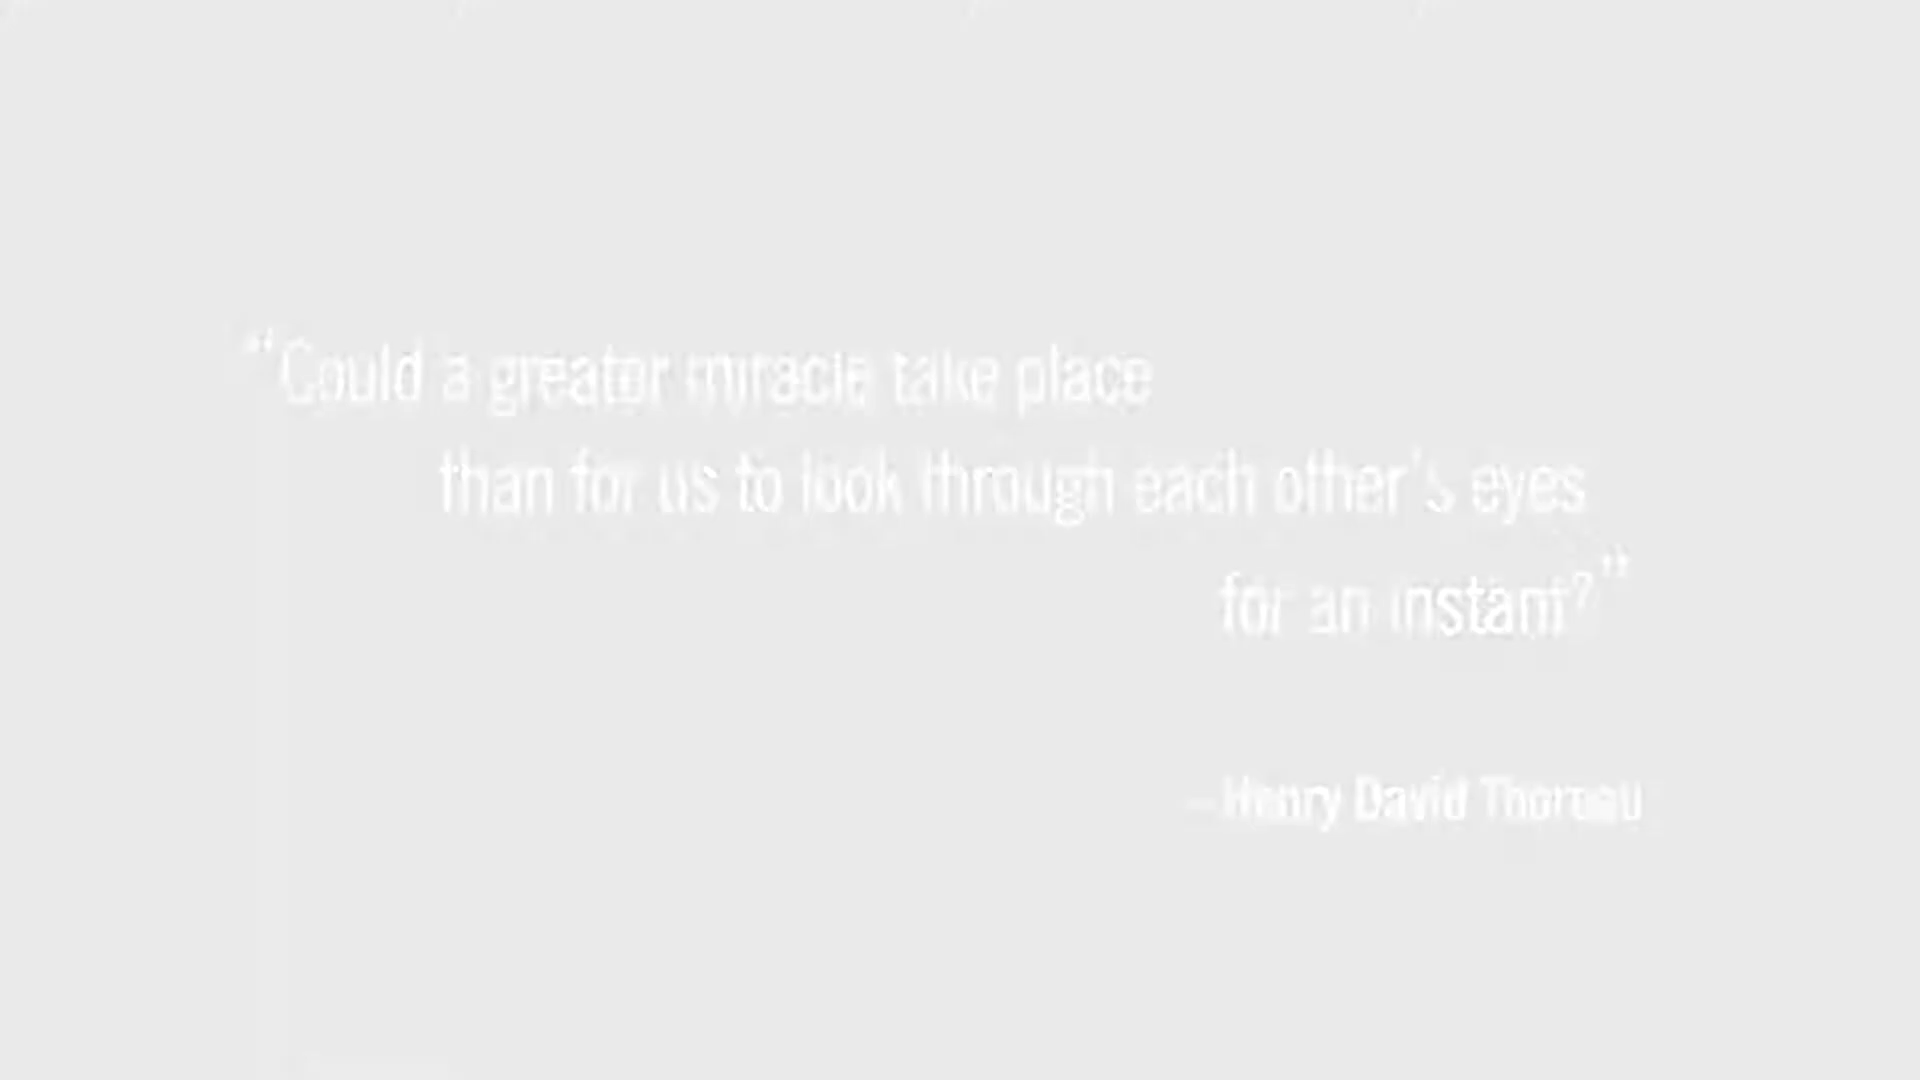 “Could a greater miracle take place
than for us to look through each other’s eyes
for an instant?”
–Henry David Thoreau